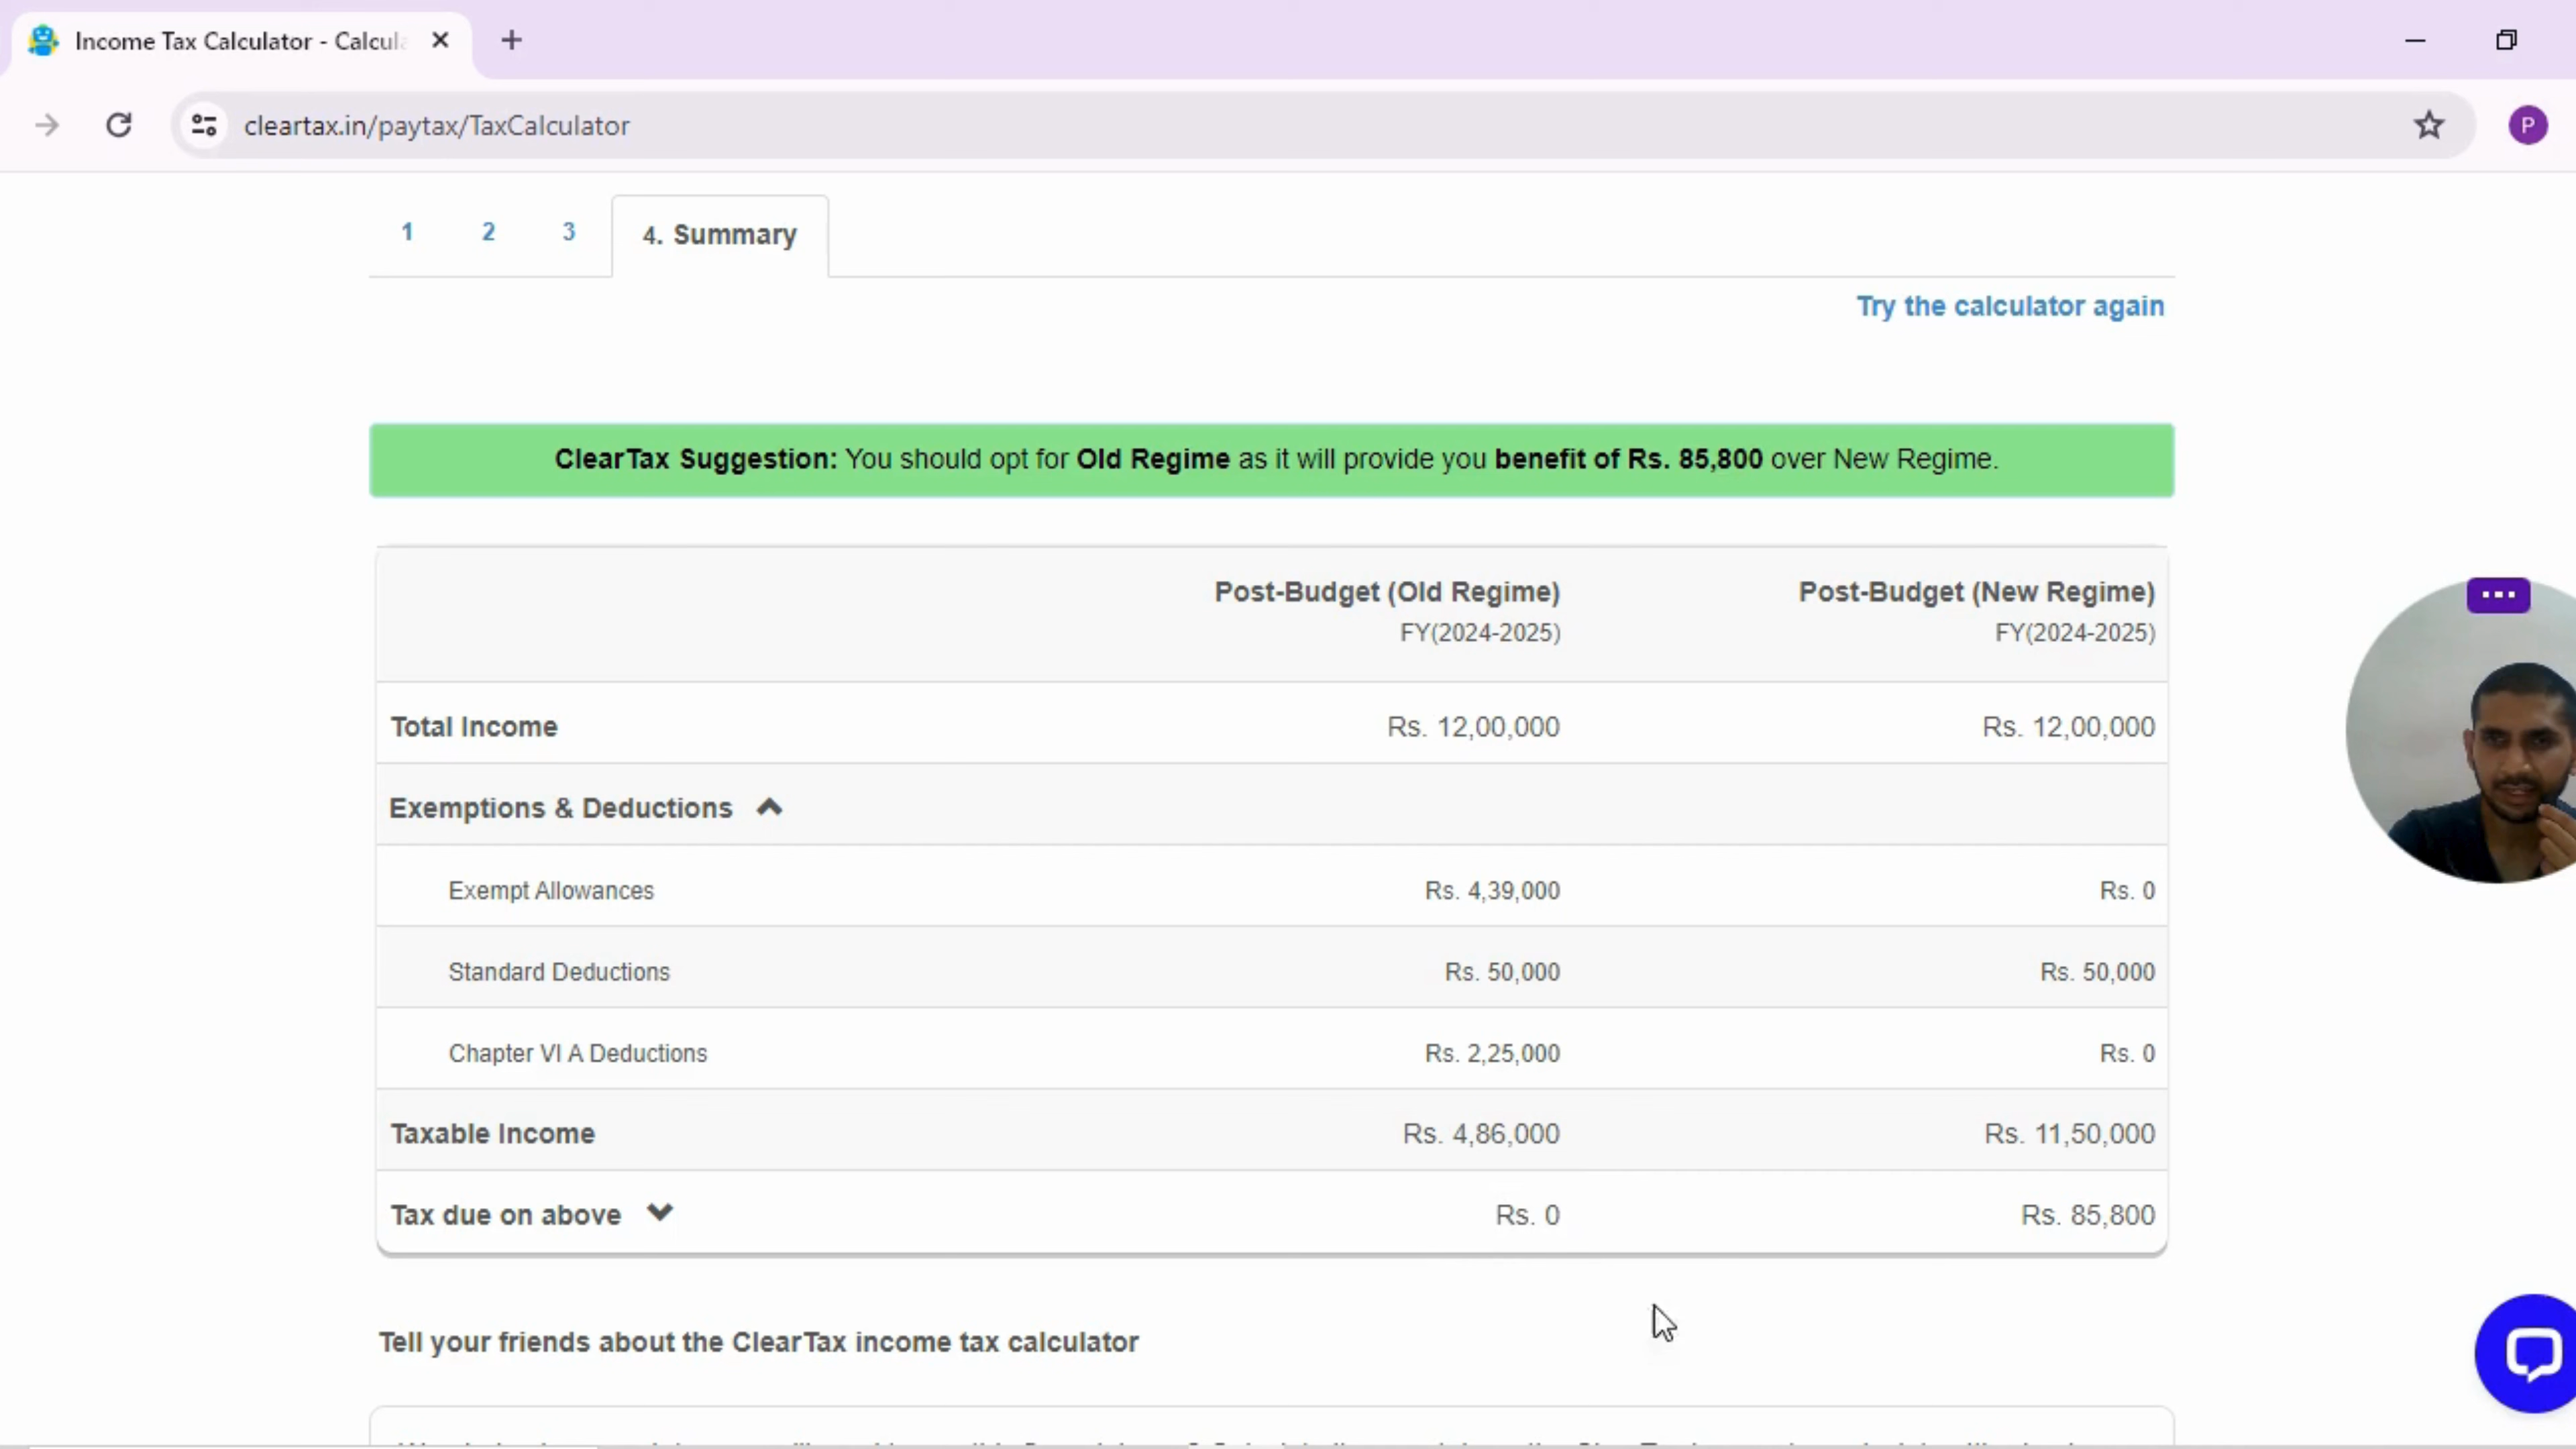 Income Tax Calculator - Calcul
cleartax.in/paytax/TaxCalculator
P
1 2 3 4. Summary
Try the calculator again
ClearTax Suggestion: You should opt for Old Regime as it will provide you benefit of Rs. 85,800 over New Regime.
Post-Budget (Old Regime) Post-Budget (New Regime)
FY(2024-2025) FY(2024-2025)
Total Income Rs. 12,00,000 Rs. 12,00,000
Exemptions & Deductions
Exempt Allowances Rs. 4,39,000 Rs. 0
Standard Deductions Rs. 50,000 Rs. 50,000
Chapter VI A Deductions Rs. 2,25,000 Rs. 0
Taxable Income Rs. 4,86,000 Rs. 11,50,000
Tax due on above Rs. 0 Rs. 85,800
Tell your friends about the ClearTax income tax calculator